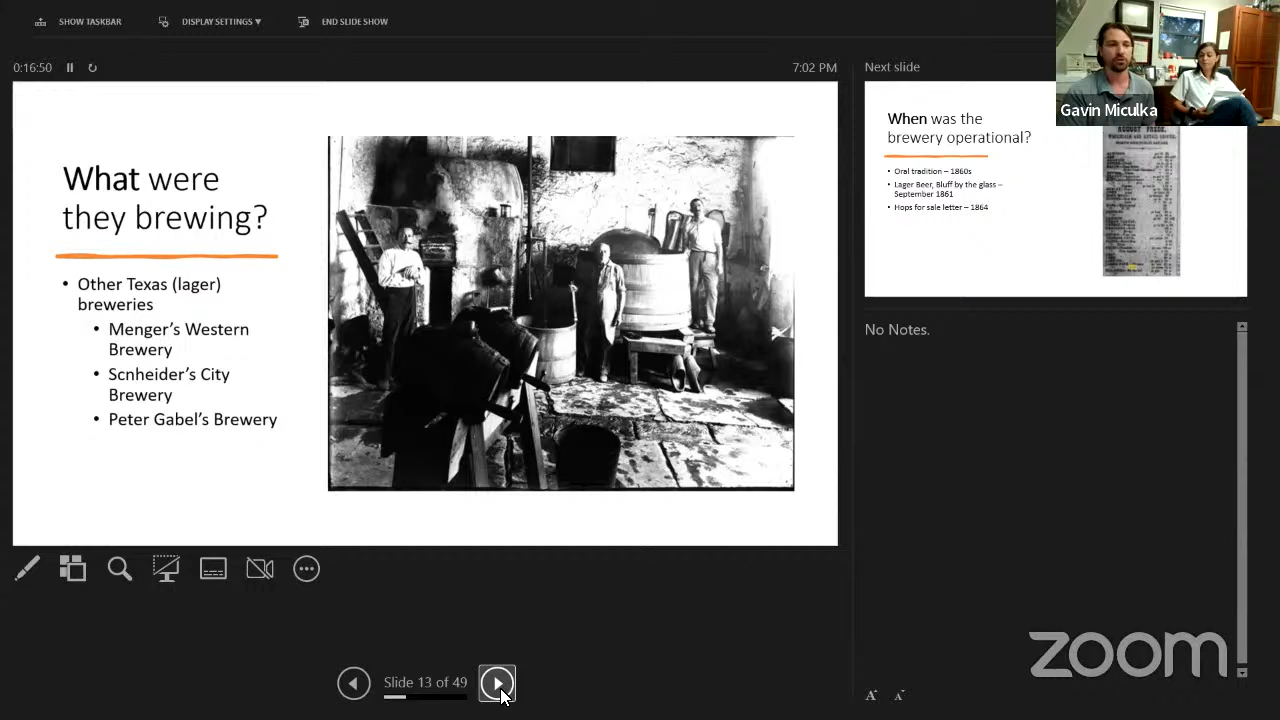 SHOW TASKBAR
DISPLAY SETTINGS ▼
END SLIDE SHOW
0:16:50
7:02 PM
What were
they brewing?
• Other Texas (lager)
breweries
• Menger’s Western
Brewery
• Scnheider’s City
Brewery
• Peter Gabel’s Brewery
Slide 13 of 49
Next slide
When was the
brewery operational?
• Oral tradition – 1860s
• Lager Beer, Bluff by the glass –
September 1861
• Hops for sale letter – 1864
AUGUST FRIDE,
No Notes.
A
A
Gavin Miculka
zoom